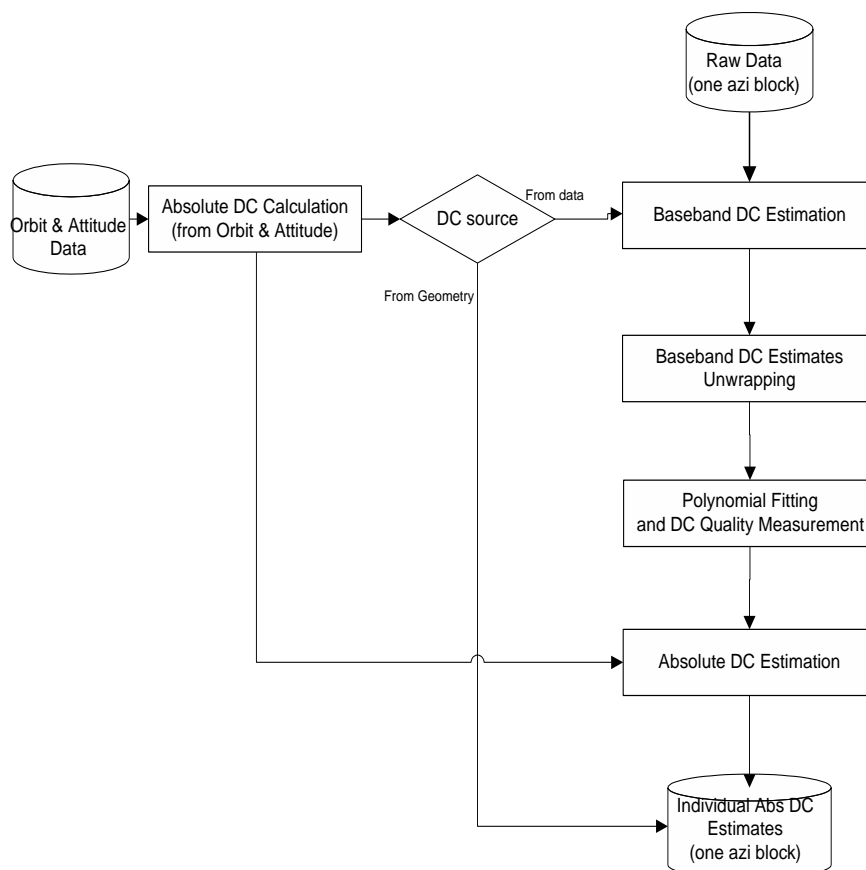 Raw Data
(one azi block)
Orbit & Attitude
Data
Absolute DC Calculation
(from Orbit & Attitude)
DC source
From data
Baseband DC Estimation
From Geometry
Baseband DC Estimates
Unwrapping
Polynomial Fitting
and DC Quality Measurement
Absolute DC Estimation
Individual Abs DC
Estimates
(one azi block)